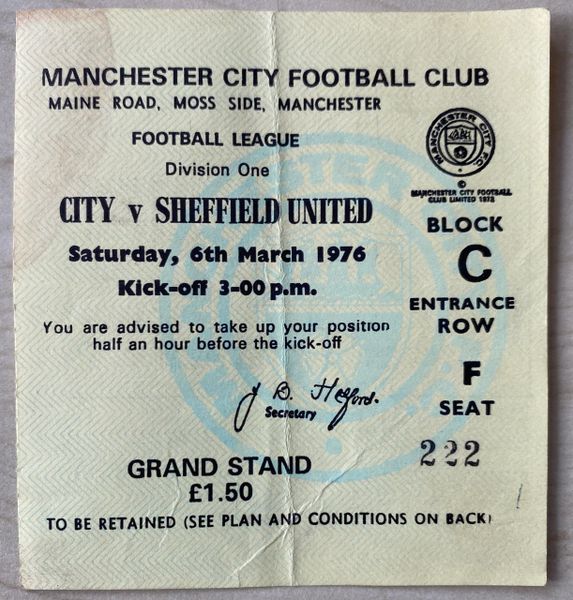 MANCHESTER CITY FOOTBALL CLUB
MAINE ROAD, MOSS SIDE, MANCHESTER
FOOTBALL LEAGUE
Division One
CITY v SHEFFIELD UNITED
Saturday, 6th March 1976
Kick-off 3-00 p.m.
You are advised to take up your position
half an hour before the kick-off
J B. Halford.
Secretary
GRAND STAND
£1.50
TO BE RETAINED (SEE PLAN AND CONDITIONS ON BACK)
MANCHESTER CITY F.C.
©
MANCHESTER CITY FOOTBALL
CLUB LIMITED 1972
BLOCK
C
ENTRANCE
ROW
F
SEAT
222